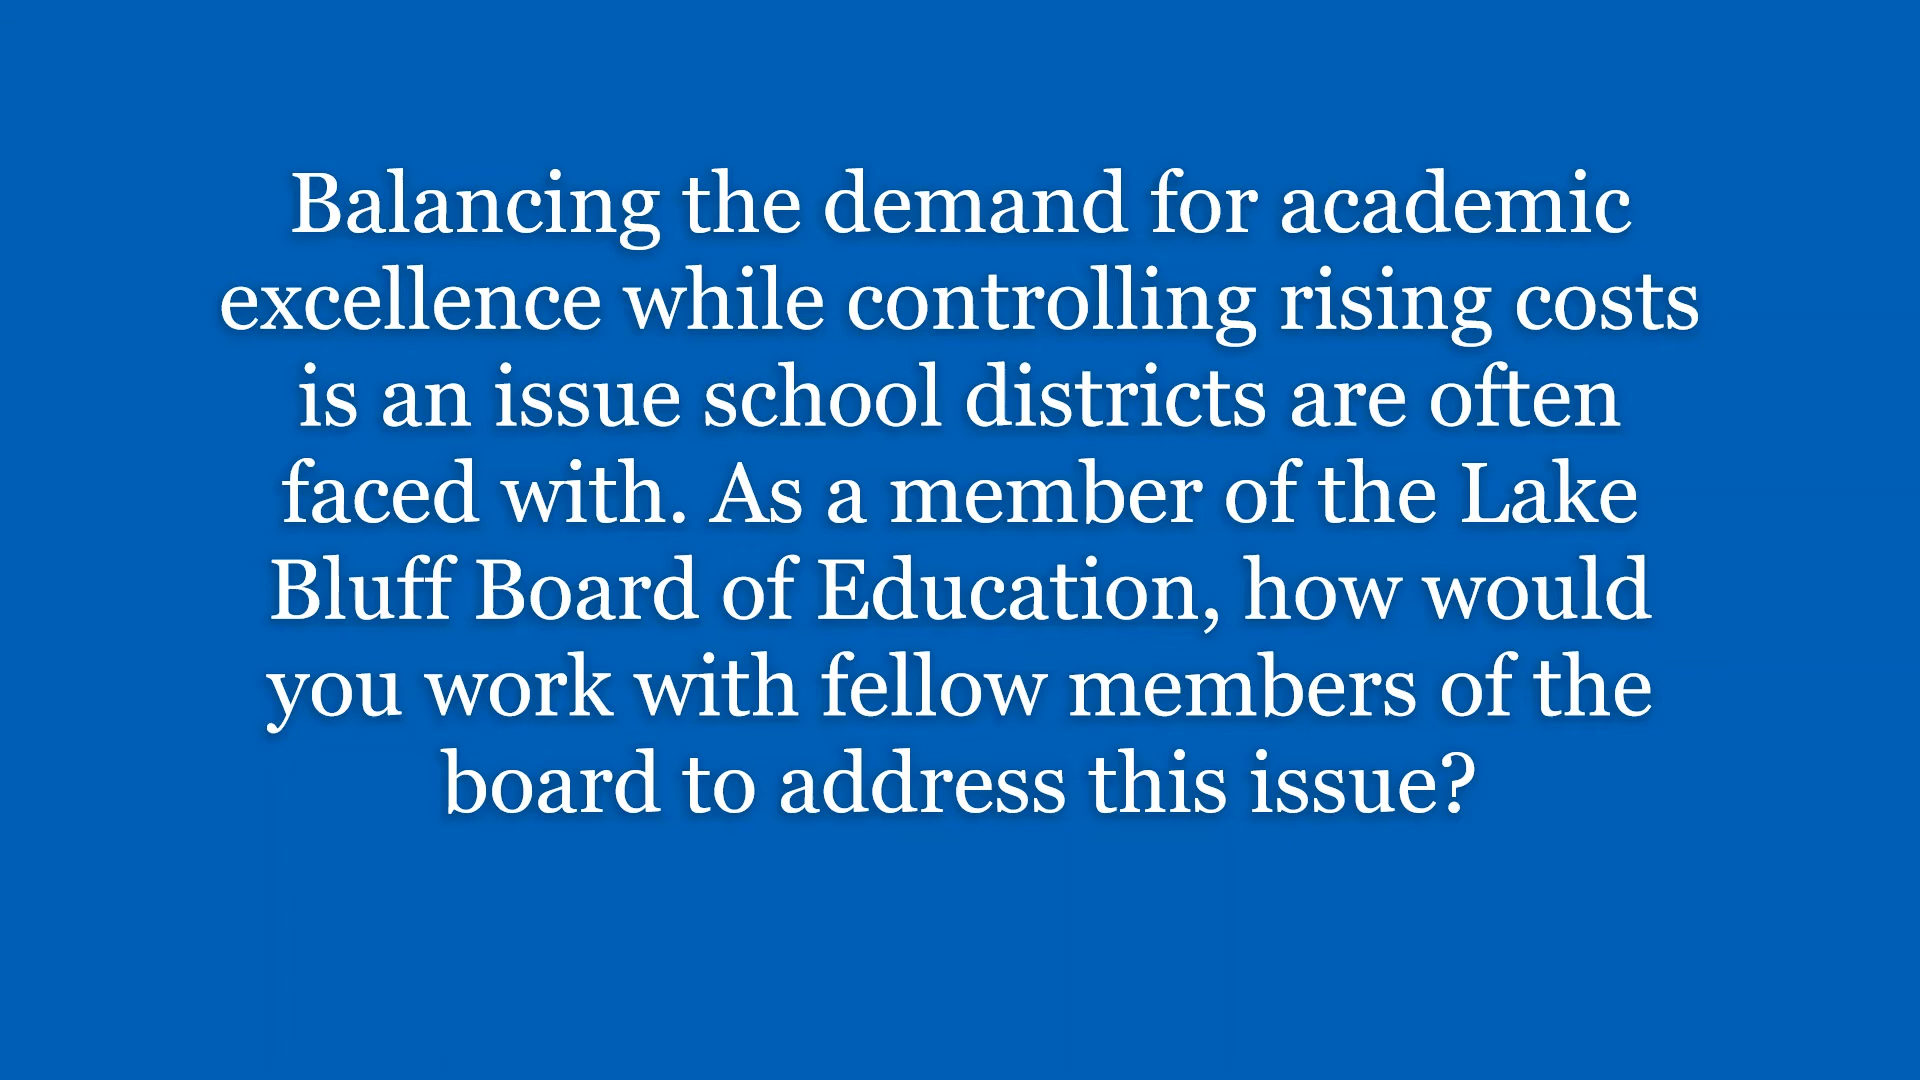 Balancing the demand for academic
excellence while controlling rising costs
is an issue school districts are often
faced with. As a member of the Lake
Bluff Board of Education, how would
you work with fellow members of the
board to address this issue?